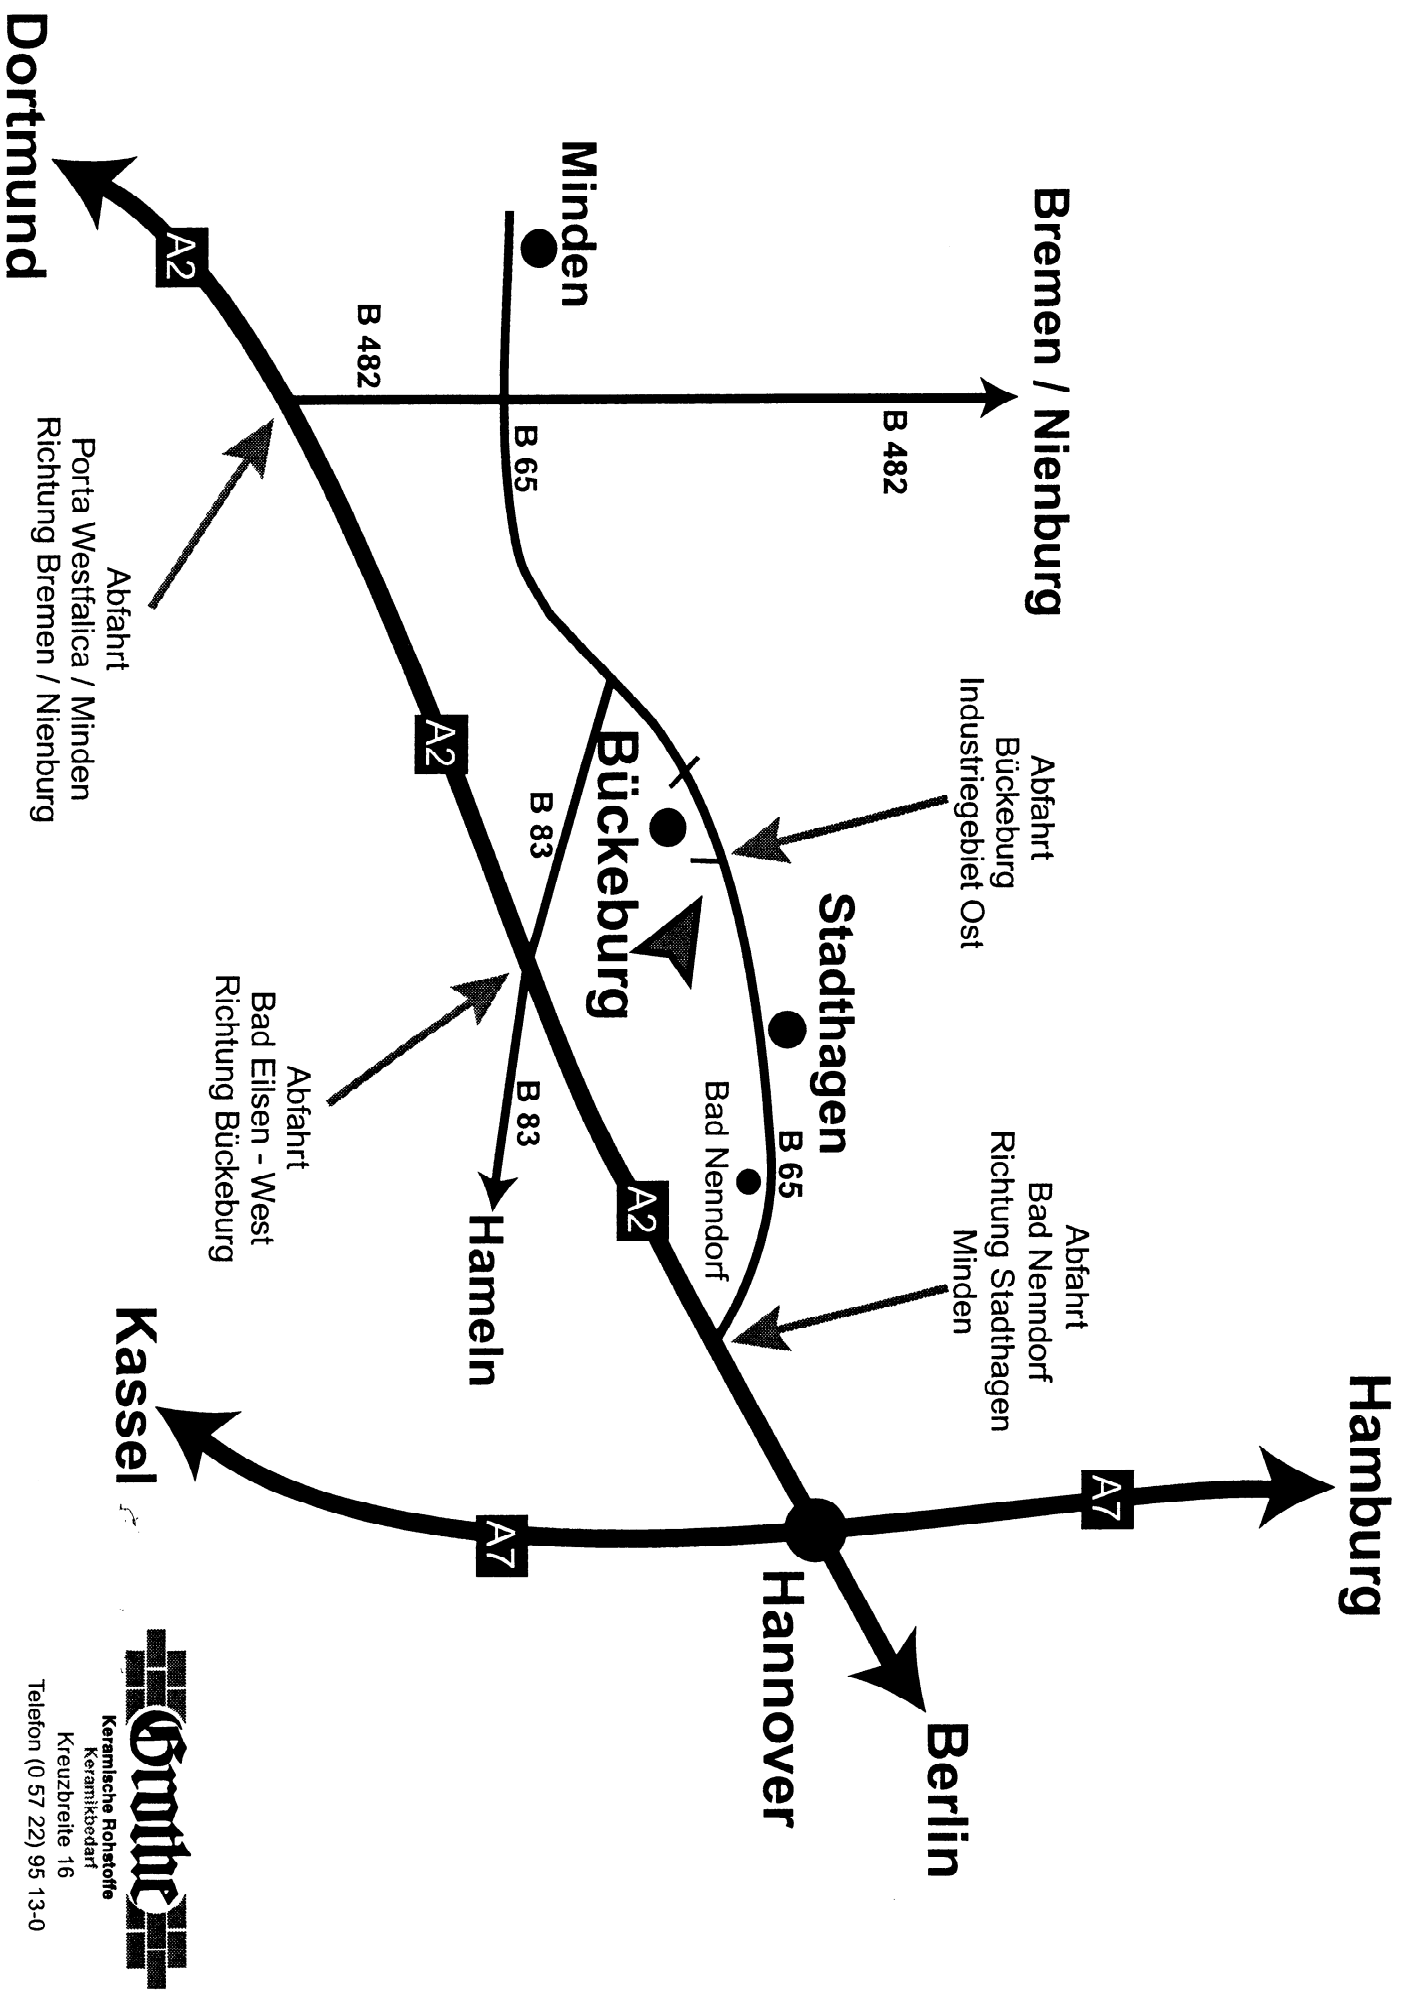 Hamburg
A7
Bremen / Nienburg
Abfahrt
Bad Nenndorf
Richtung Stadthagen
Minden
Abfahrt
Bückeburg
Industriegebiet Ost
Berlin
B 482
Stadthagen
B 65
Hannover
Bad Nenndorf
A2
Minden
Bückeburg
B 65
B 83
B 83
A7
Hameln
A2
B 482
Abfahrt
Bad Eilsen - West
Richtung Bückeburg
A2
Kassel
Abfahrt
Porta Westfalica / Minden
Richtung Bremen / Nienburg
Dortmund
Grothe
Keramische Rohstoffe
Keramikbedarf
Kreuzbreite 16
Telefon (0 57 22) 95 13-0